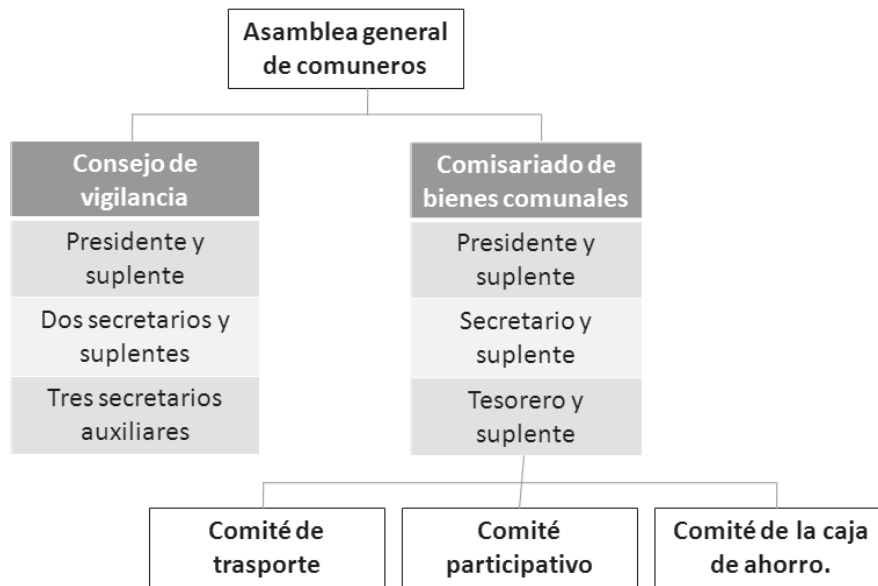 Asamblea general
de comuneros
Consejo de
vigilancia
Presidente y
suplente
Dos secretarios y
suplentes
Tres secretarios
auxiliares
Comisariado de
bienes comunales
Presidente y
suplente
Secretario y
suplente
Tesorero y
suplente
Comité de
trasporte
Comité
participativo
Comité de la caja
de ahorro.